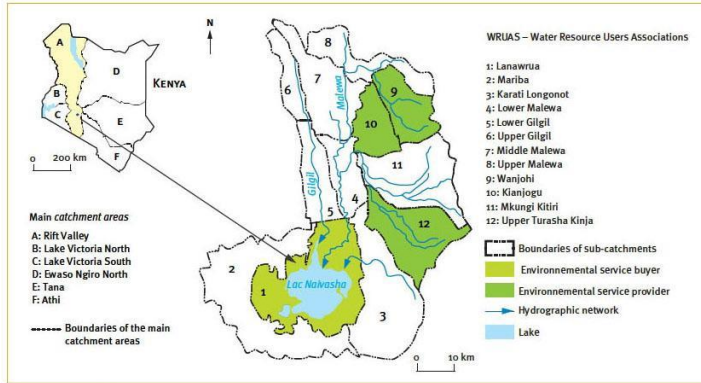 A
B
C
D
E
F
KENYA
0 200 km
Main catchment areas
A: Rift Valley
B: Lake Victoria North
C: Lake Victoria South
D: Ewaso Ngiro North
E: Tana
F: Athi
Boundaries of the main
catchment areas
N
8
7
6
Malewa
9
10
11
Gilgil
5
4
12
2
1
Lac Naivasha
3
0 10 km
WRUAS – Water Resource Users Associations
1: Lanawrua
2: Mariba
3: Karati Longonot
4: Lower Malewa
5: Lower Gilgil
6: Upper Gilgil
7: Middle Malewa
8: Upper Malewa
9: Wanjohi
10: Kianjogu
11: Mkungi Kitiri
12: Upper Turasha Kinja
Boundaries of sub-catchments
Environnemental service buyer
Environnemental service provider
Hydrographic network
Lake